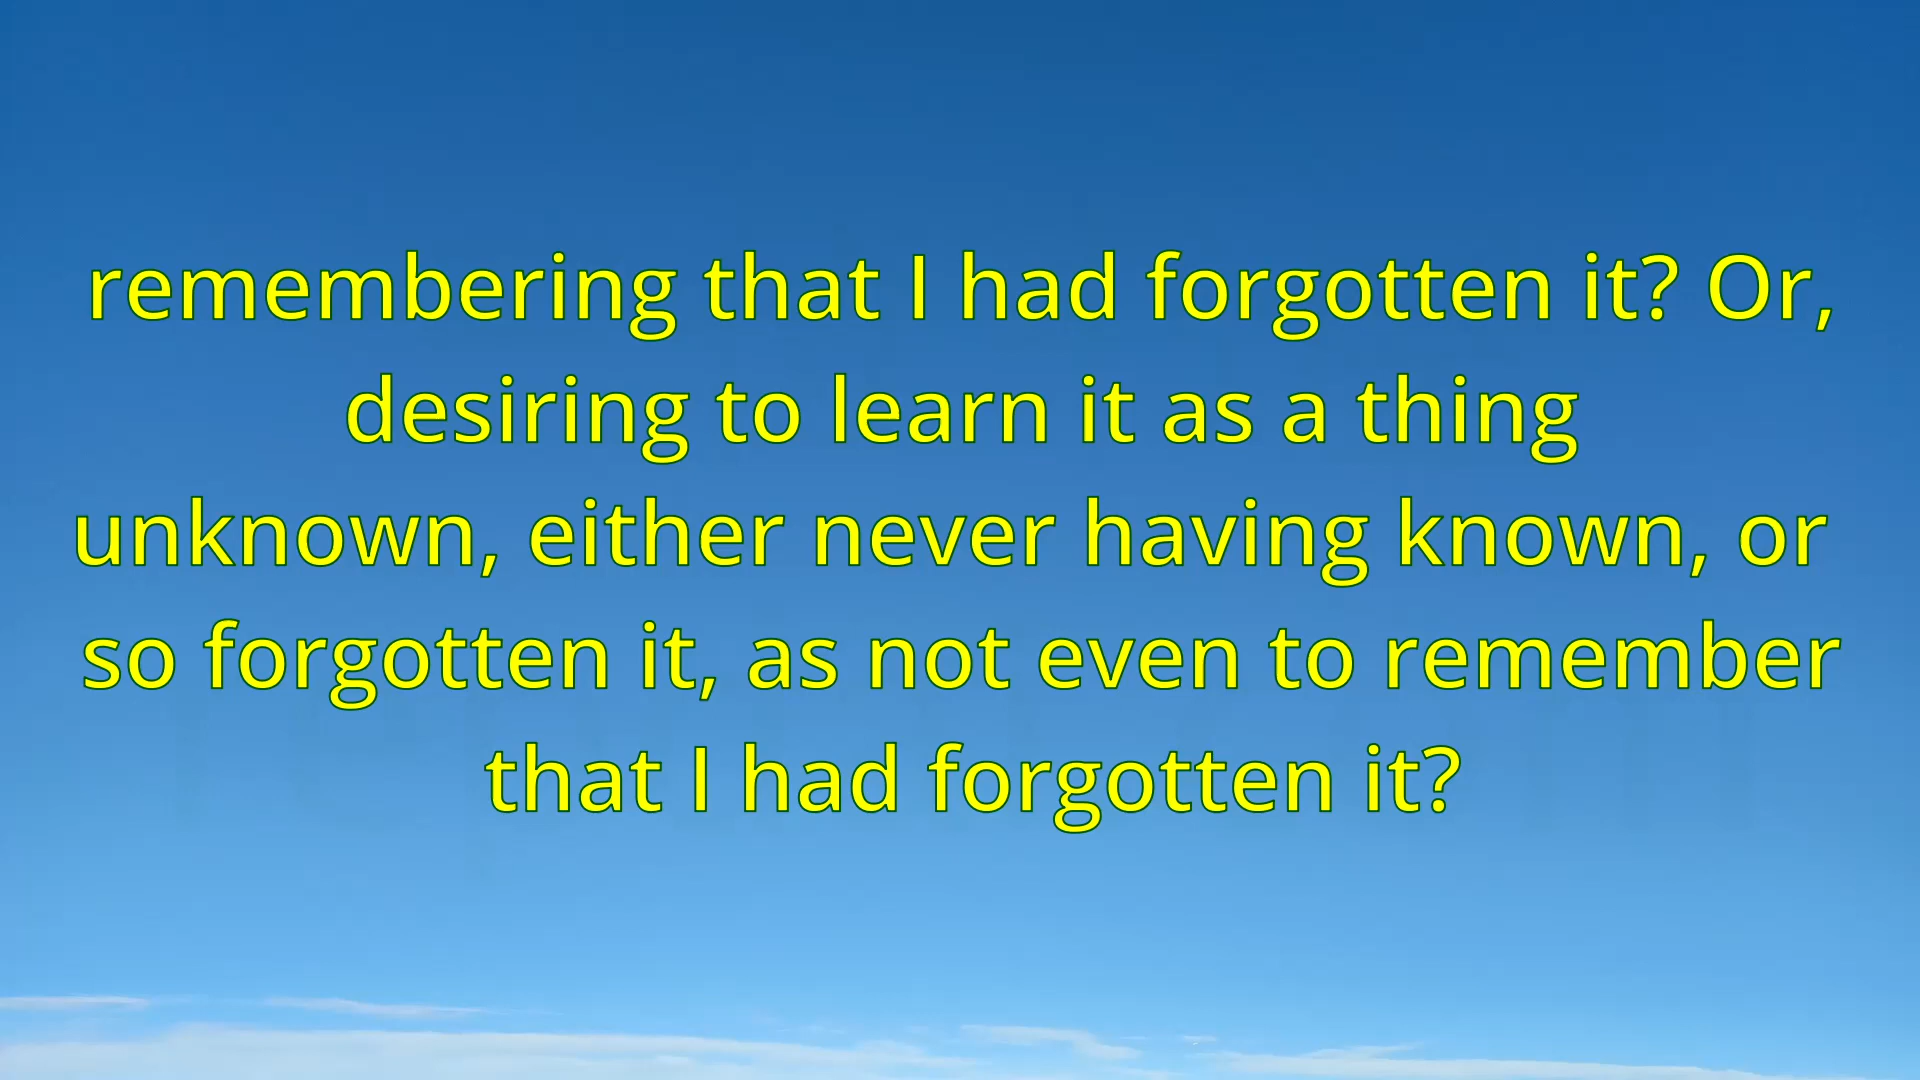 remembering that I had forgotten it? Or,
desiring to learn it as a thing
unknown, either never having known, or
so forgotten it, as not even to remember
that I had forgotten it?